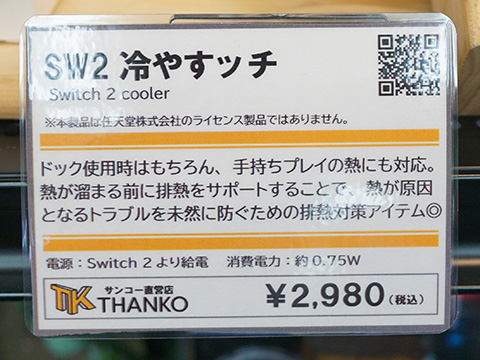 SW2 冷やすッチ
Switch 2 cooler
※本製品は任天堂株式会社のライセンス製品ではありません。
ドック使用時はもちろん、手持ちプレイの熱にも対応。
熱が溜まる前に排熱をサポートすることで、熱が原因
となるトラブルを未然に防ぐための排熱対策アイテム◎
電源：Switch 2より給電　消費電力：約0.75W
TK サンコー直営店
THANKO
¥2,980(税込)